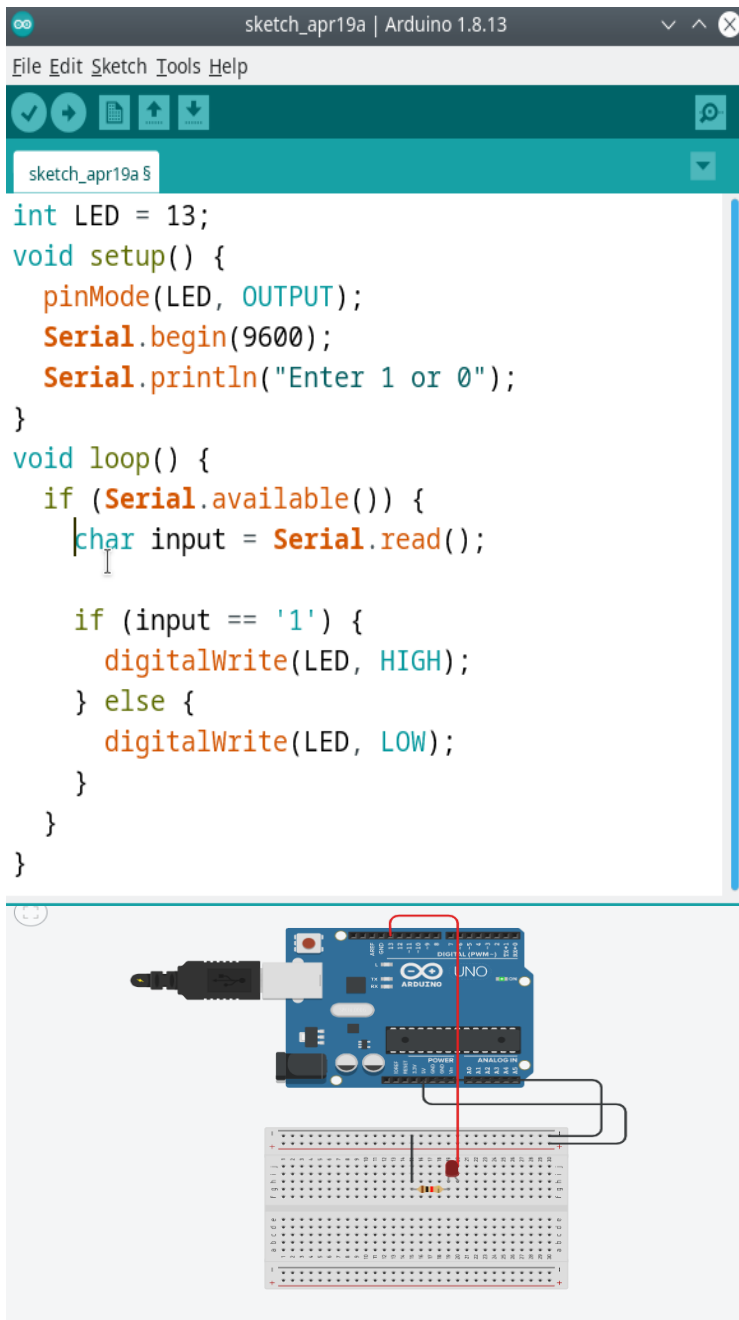 sketch_apr19a | Arduino 1.8.13
File Edit Sketch Tools Help
sketch_apr19a §
int LED = 13;
void setup() {
  pinMode(LED, OUTPUT);
  Serial.begin(9600);
  Serial.println("Enter 1 or 0");
}
void loop() {
  if (Serial.available()) {
    char input = Serial.read();
    if (input == '1') {
      digitalWrite(LED, HIGH);
    } else {
      digitalWrite(LED, LOW);
    }
  }
}
DIGITAL (PWM~)
UNO
ARDUINO
POWER
ANALOG IN